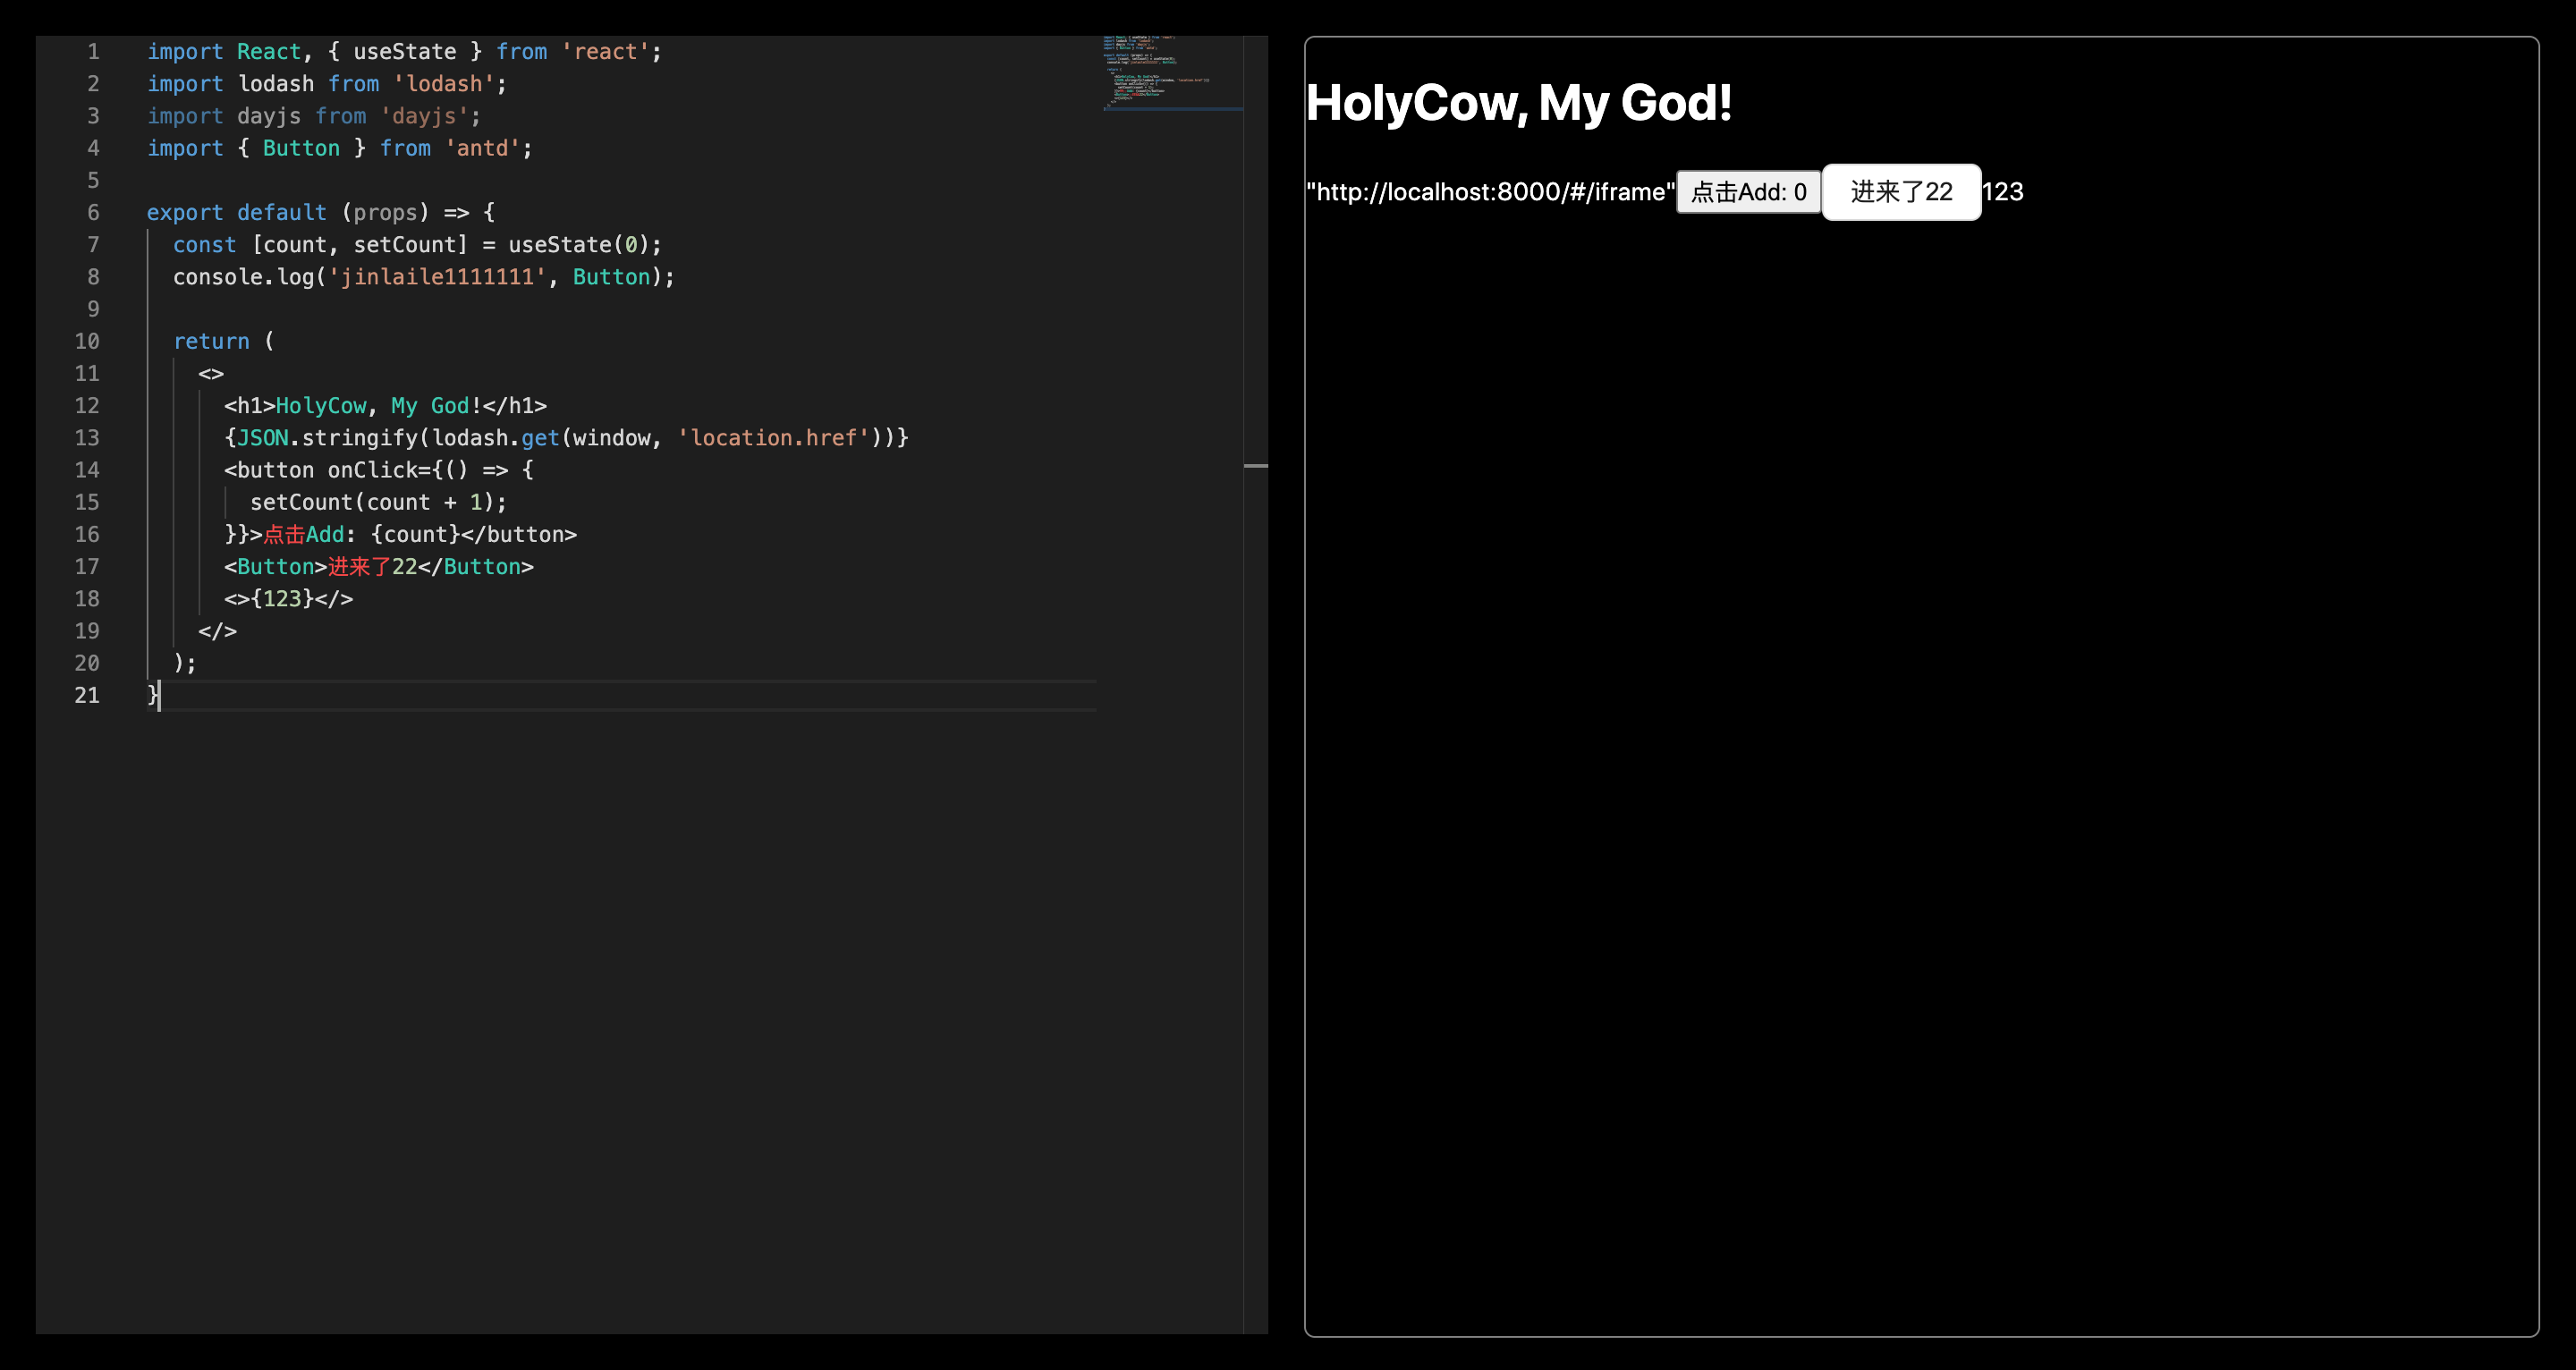 1 import React, { useState } from 'react';
2 import lodash from 'lodash';
3 import dayjs from 'dayjs';
4 import { Button } from 'antd';
5
6 export default (props) => {
7   const [count, setCount] = useState(0);
8   console.log('jinlaile1111111', Button);
9
10   return (
11     <>
12       <h1>HolyCow, My God!</h1>
13       {JSON.stringify(lodash.get(window, 'location.href'))}
14       <button onClick={() => {
15         setCount(count + 1);
16       }}>点击Add: {count}</button>
17       <Button>进来了22</Button>
18       <>{123}</>
19     </>
20   );
21 }
HolyCow, My God!
"http://localhost:8000/#/iframe" 点击Add: 0 进来了22 123